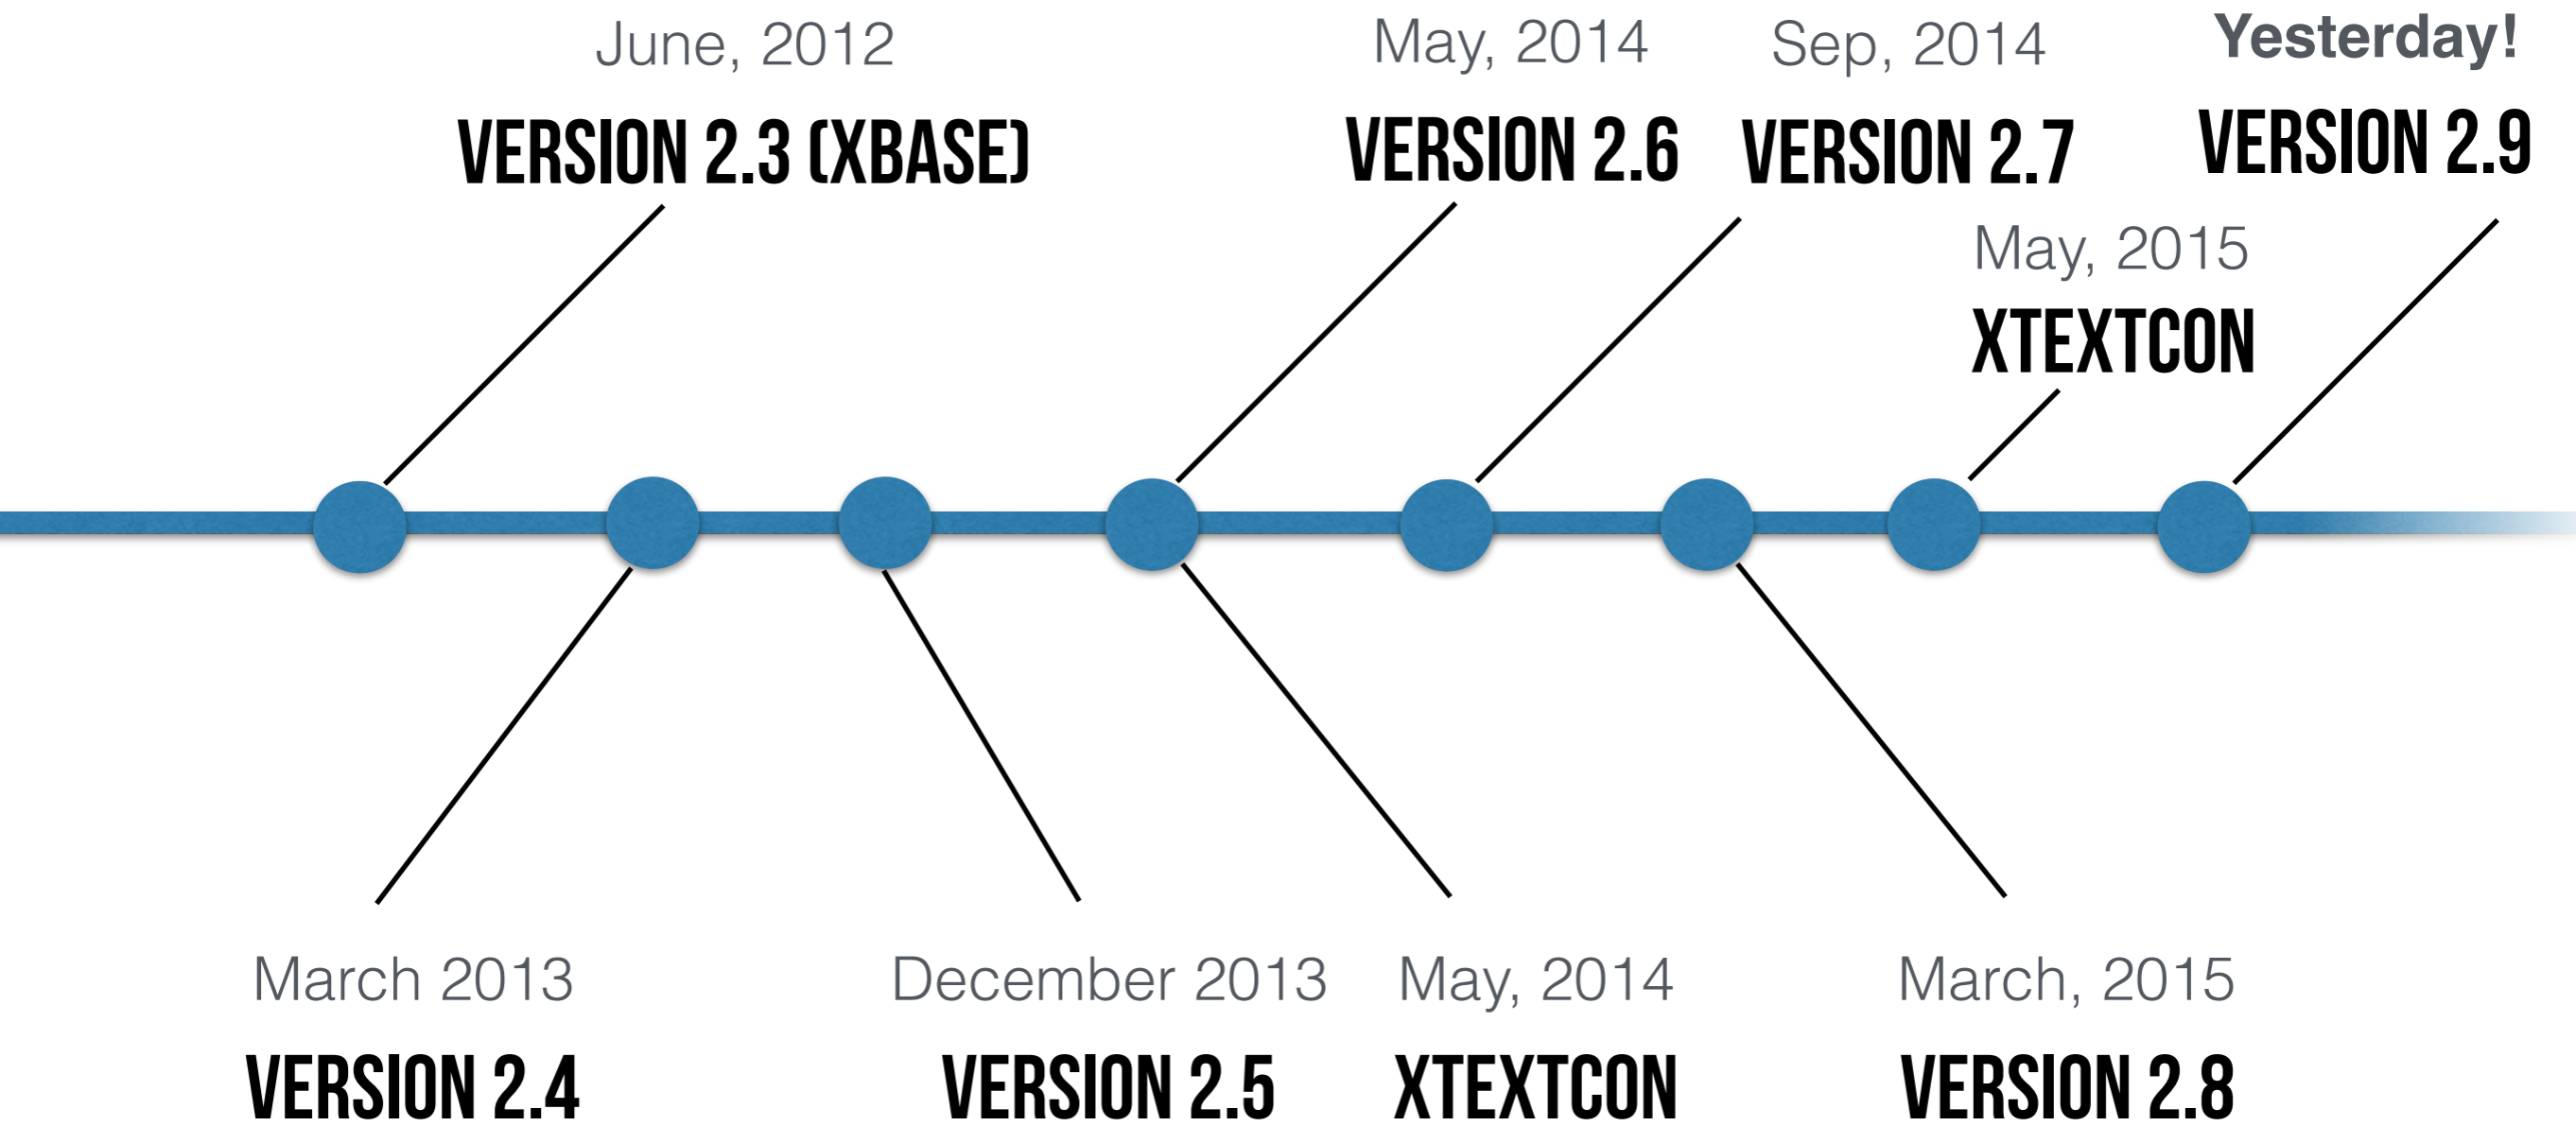 June, 2012
VERSION 2.3 (XBASE)
May, 2014
VERSION 2.6
Sep, 2014
VERSION 2.7
Yesterday!
VERSION 2.9
May, 2015
XTEXTCON
March 2013
VERSION 2.4
December 2013
VERSION 2.5
May, 2014
XTEXTCON
March, 2015
VERSION 2.8